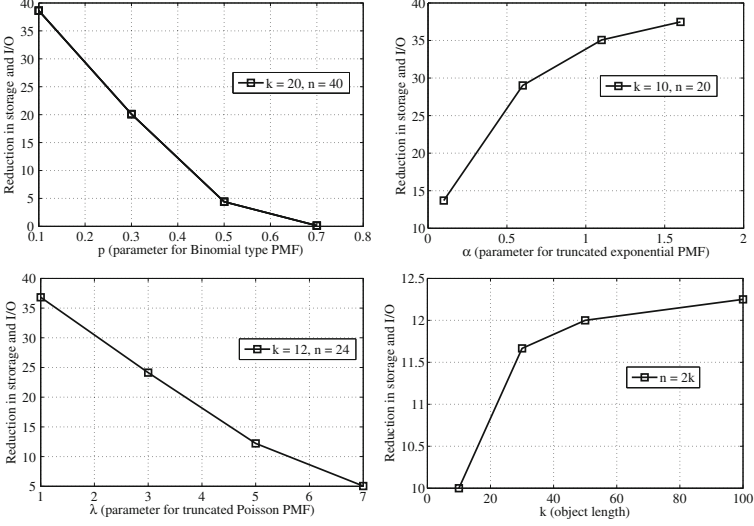 40
35
30
25
20
15
10
5
0
Reduction in storage and I/O
k = 20, n = 40
0.1 0.2 0.3 0.4 0.5 0.6 0.7 0.8
p (parameter for Binomial type PMF)
40
35
30
25
20
15
10
Reduction in storage and I/O
k = 10, n = 20
0 0.5 1 1.5 2
α (parameter for truncated exponential PMF)
40
35
30
25
20
15
10
5
Reduction in strorage and I/O
k = 12, n = 24
1 2 3 4 5 6 7
λ (parameter for truncated Poisson PMF)
12.5
12
11.5
11
10.5
10
Reduction in storage and I/O
n = 2k
0 20 40 60 80 100
k (object length)